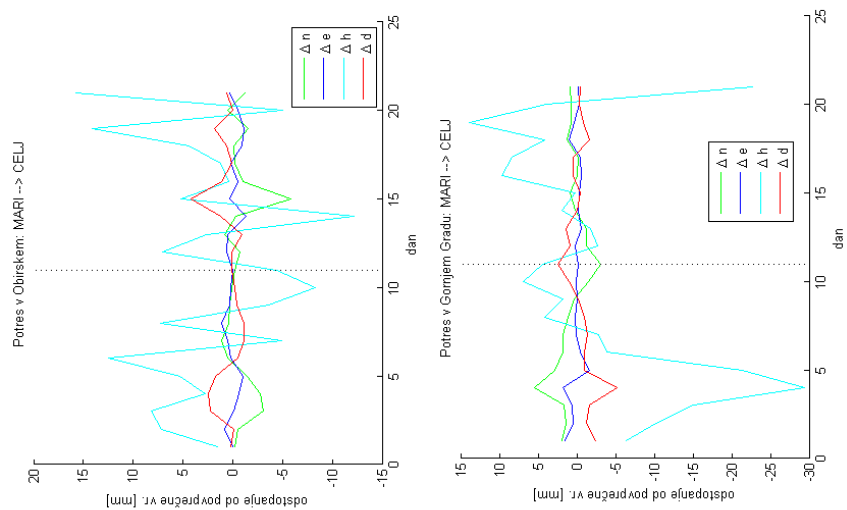 Potres v Obirskem: MARI --> CELJ
odstopanje od povprečne vr. [mm]
20
15
10
5
0
-5
-10
-15
0
5
10
15
20
25
dan
Δ n
Δ e
Δ h
Δ d
Potres v Gornjem Gradu: MARI --> CELJ
odstopanje od povprečne vr. [mm]
15
10
5
0
-5
-10
-15
-20
-25
-30
0
5
10
15
20
25
dan
Δ n
Δ e
Δ h
Δ d